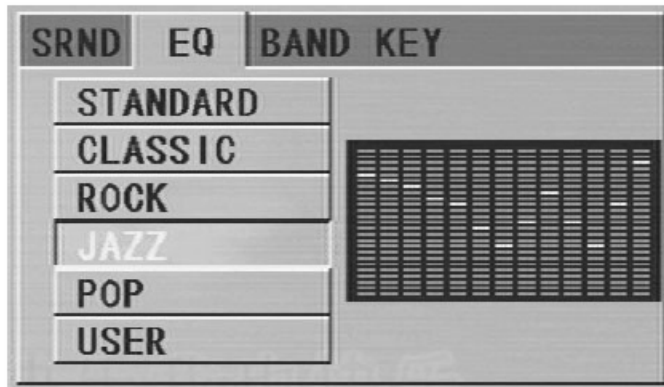 SRND EQ BAND KEY
STANDARD
CLASSIC
ROCK
JAZZ
POP
USER